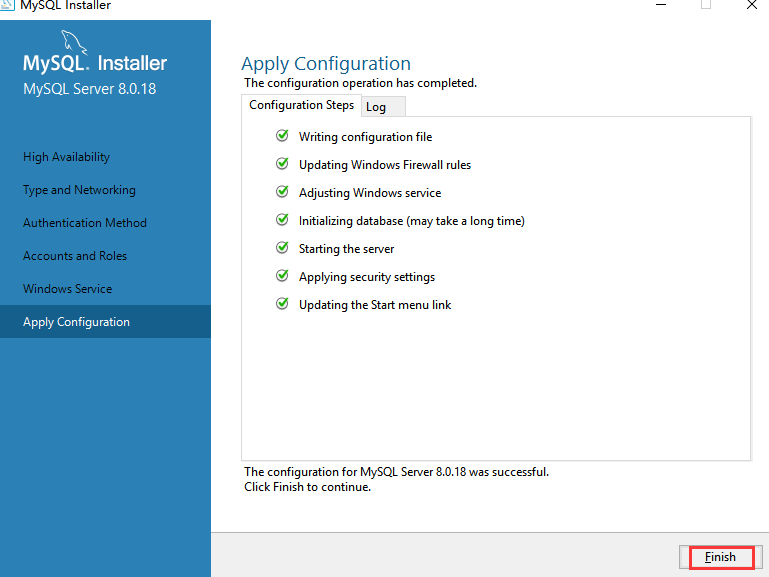 MySQL Installer
MySQL. Installer
MySQL Server 8.0.18
High Availability
Type and Networking
Authentication Method
Accounts and Roles
Windows Service
Apply Configuration
Apply Configuration
The configuration operation has completed.
Configuration Steps
Log
Writing configuration file
Updating Windows Firewall rules
Adjusting Windows service
Initializing database (may take a long time)
Starting the server
Applying security settings
Updating the Start menu link
The configuration for MySQL Server 8.0.18 was successful.
Click Finish to continue.
Finish